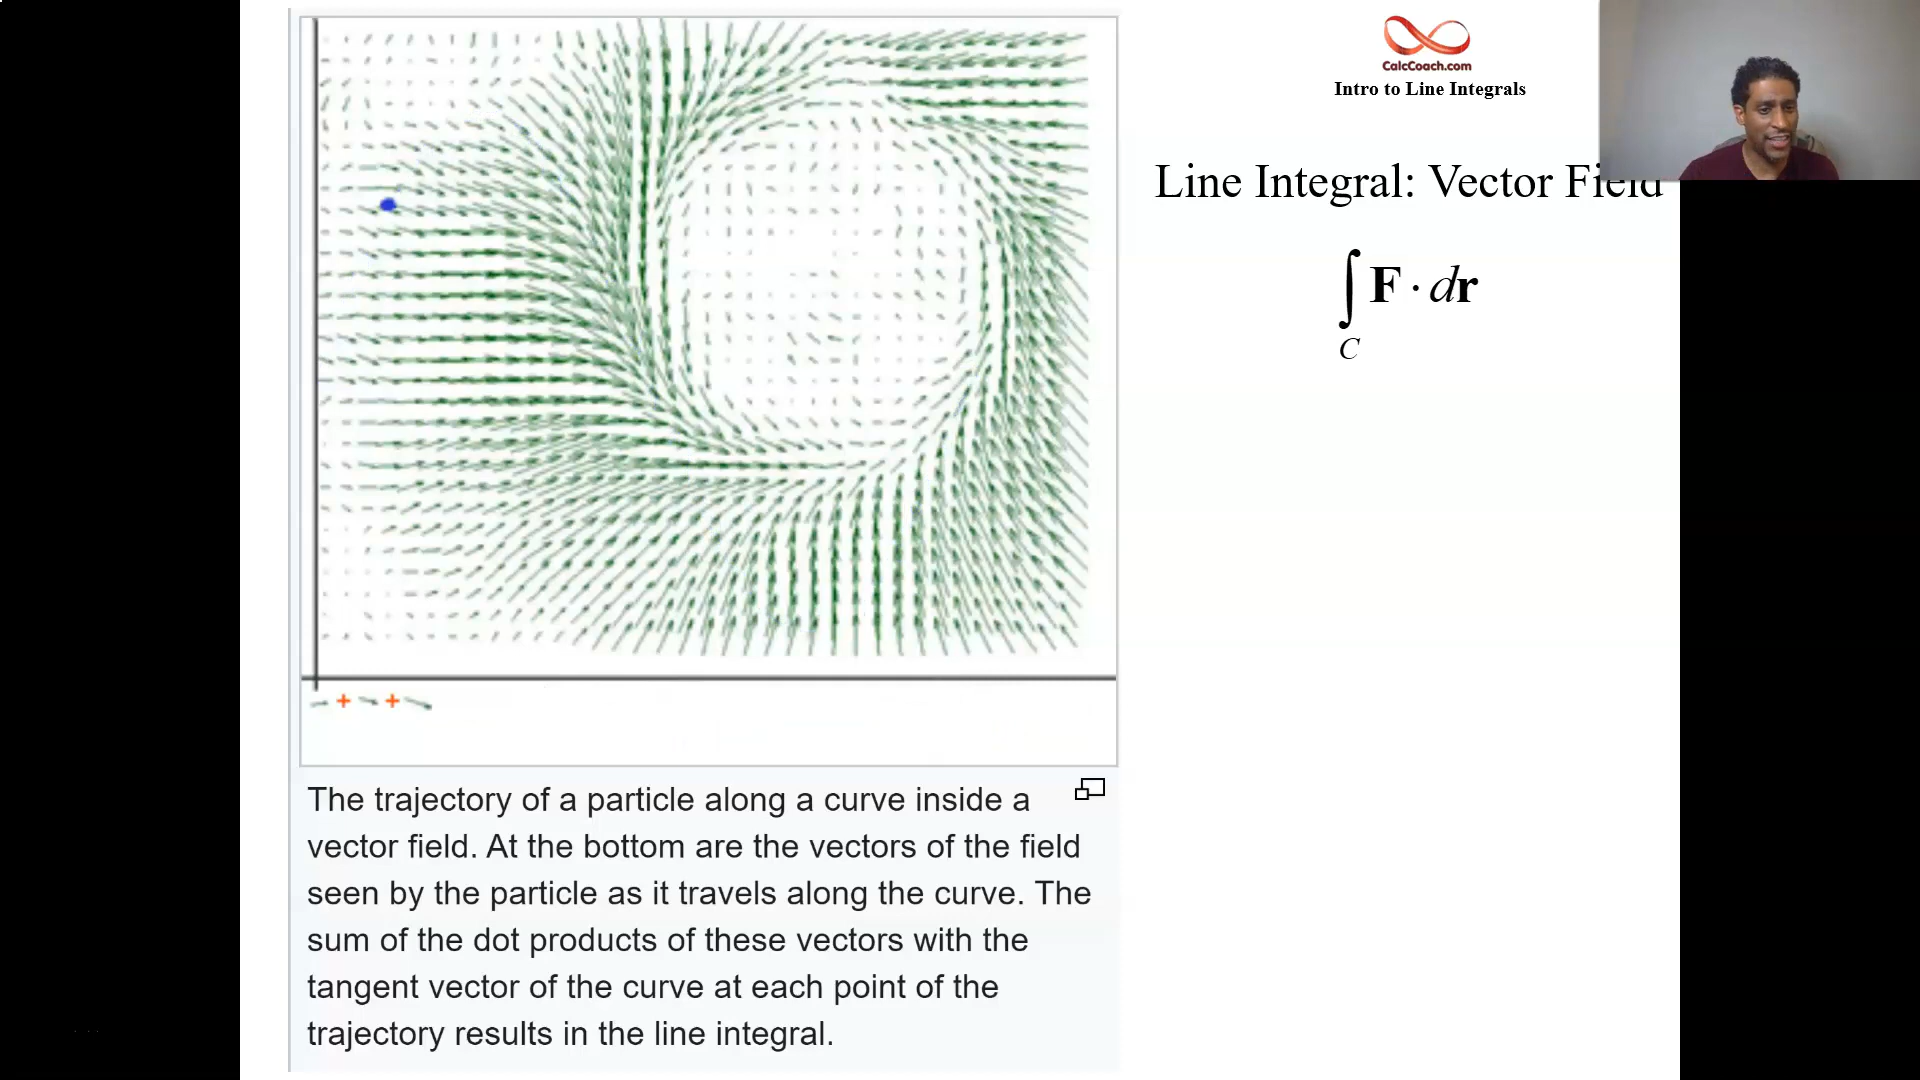 CalcCoach.com
Intro to Line Integrals
Line Integral: Vector Field
∫ F · dr
C
+ +
The trajectory of a particle along a curve inside a
vector field. At the bottom are the vectors of the field
seen by the particle as it travels along the curve. The
sum of the dot products of these vectors with the
tangent vector of the curve at each point of the
trajectory results in the line integral.